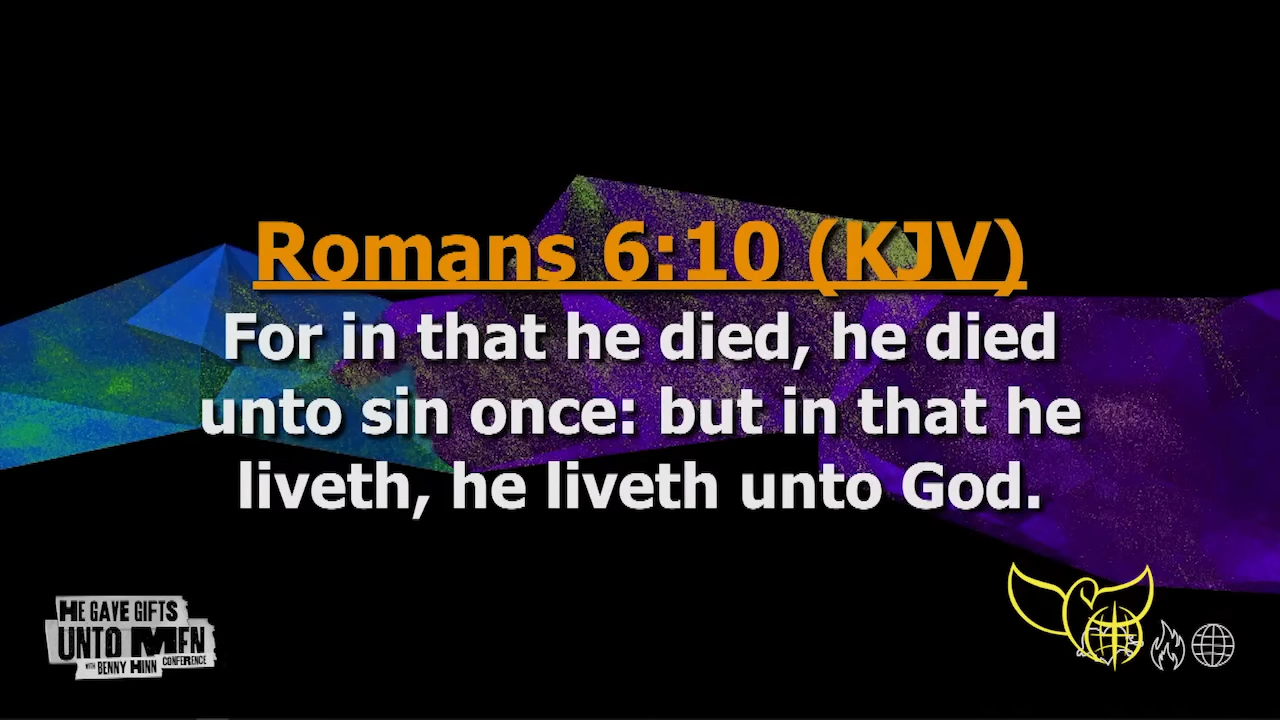 Romans 6:10 (KJV)
For in that he died, he died
unto sin once: but in that he
liveth, he liveth unto God.
HE GAVE GIFTS
UNTO MEN
WITH BENNY HINN CONFERENCE